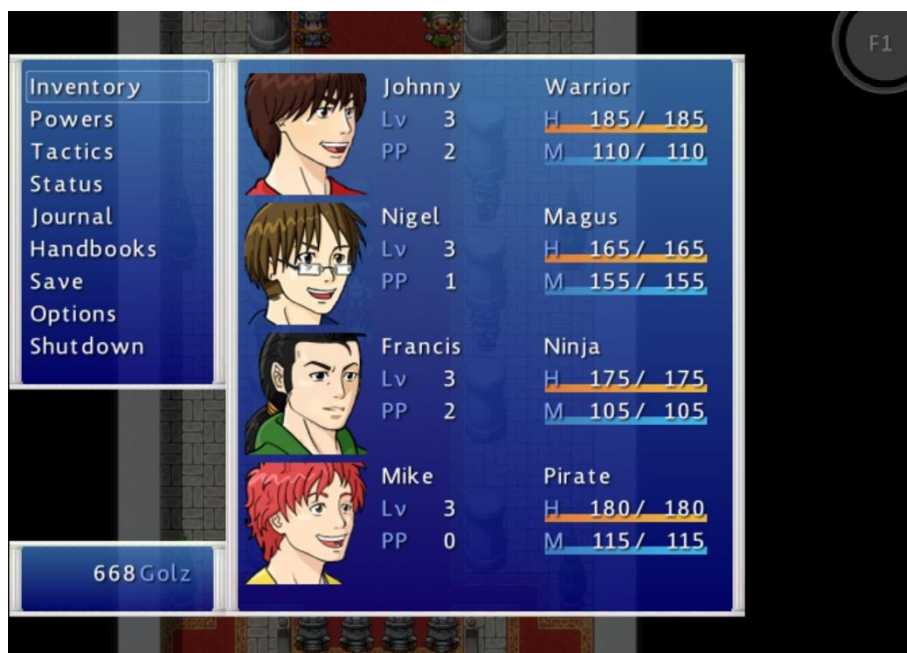 Inventory
Powers
Tactics
Status
Journal
Handbooks
Save
Options
Shutdown
668 Golz
Johnny Warrior
Lv 3 H 185/ 185
PP 2 M 110/ 110
Nigel Magus
Lv 3 H 165/ 165
PP 1 M 155/ 155
Francis Ninja
Lv 3 H 175/ 175
PP 2 M 105/ 105
Mike Pirate
Lv 3 H 180/ 180
PP 0 M 115/ 115
F1